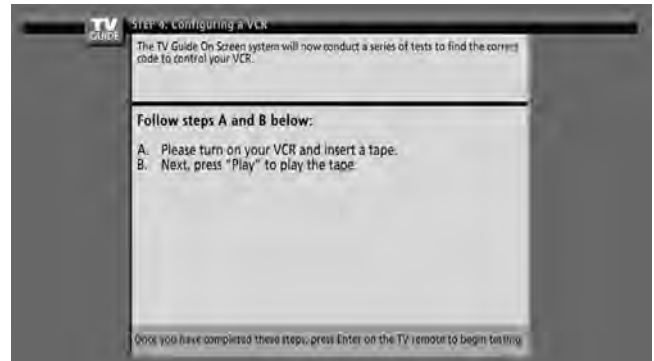 TV
GUIDE
STEP 4: Configuring a VCR
The TV Guide On Screen system will now conduct a series of tests to find the correct
code to control your VCR.
Follow steps A and B below:
A. Please turn on your VCR and insert a tape.
B. Next, press "Play" to play the tape.
Once you have completed these steps, press Enter on the TV remote to begin testing